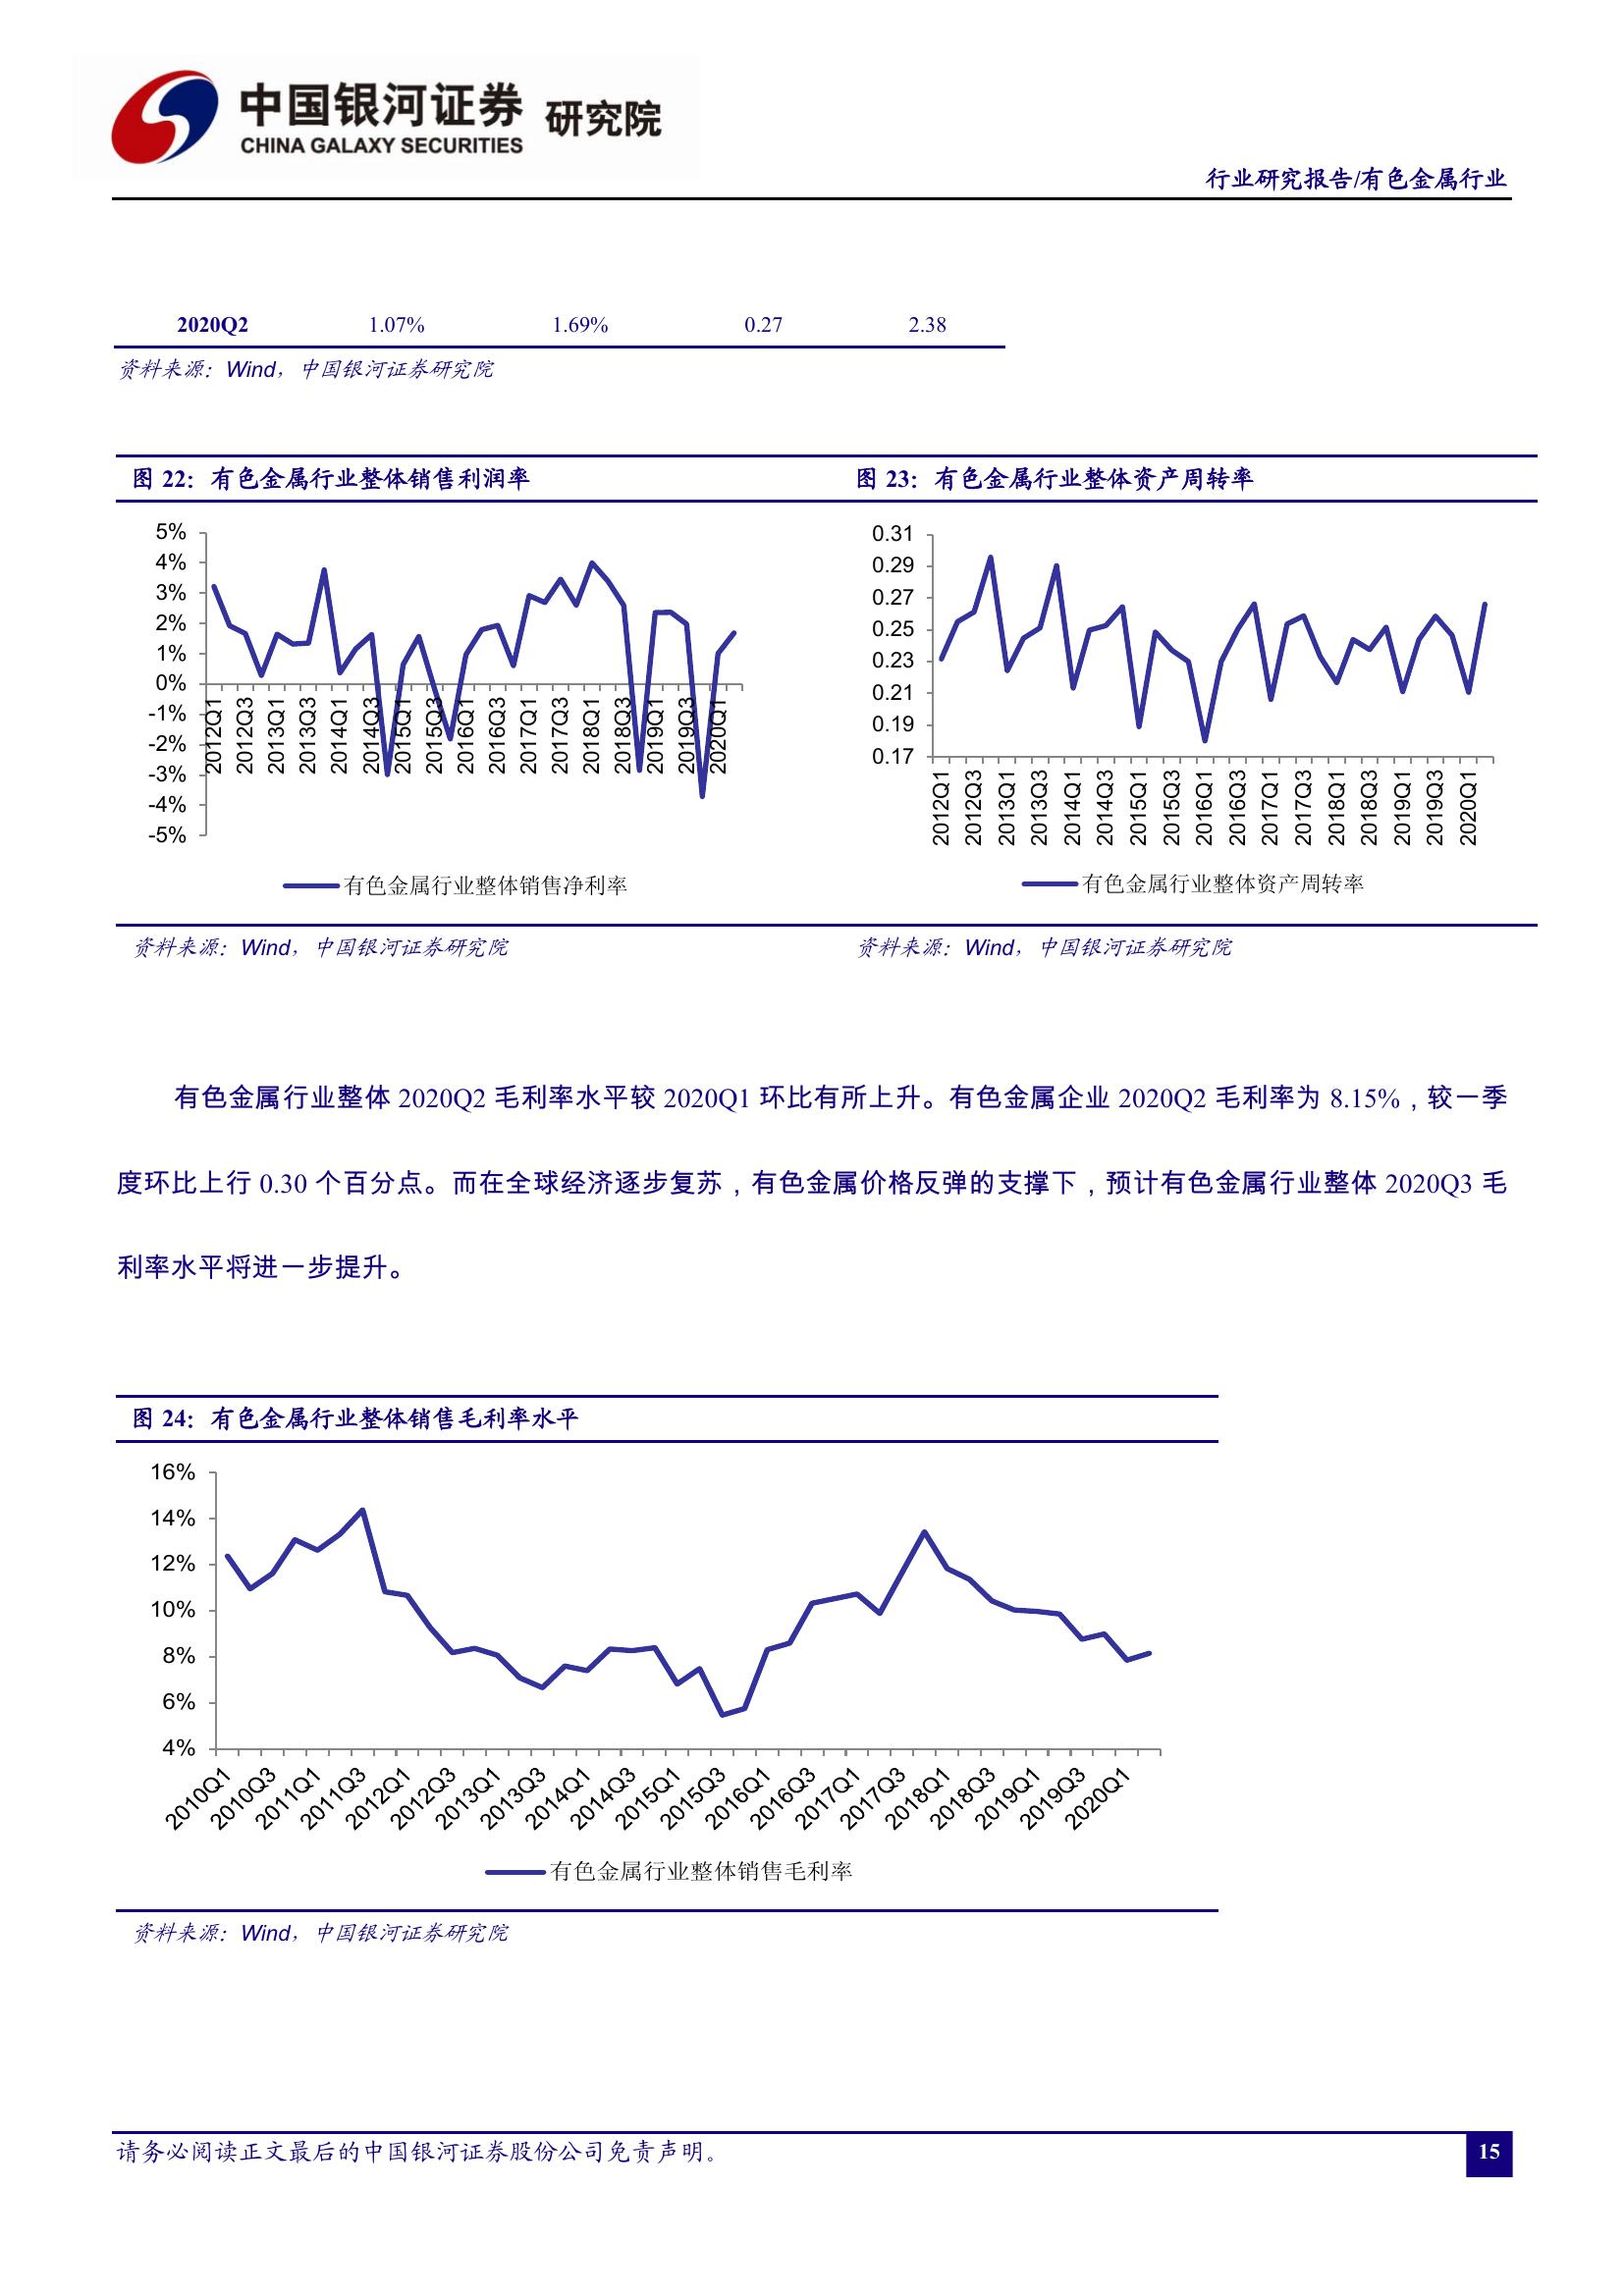 中国银河证券 研究院
CHINA GALAXY SECURITIES
行业研究报告/有色金属行业
2020Q2 1.07% 1.69% 0.27 2.38
资料来源：Wind，中国银河证券研究院
图 22：有色金属行业整体销售利润率
5%
4%
3%
2%
1%
0%
-1%
-2%
-3%
-4%
-5%
2012Q1 2012Q3 2013Q1 2013Q3 2014Q1 2014Q3 2015Q1 2015Q3 2016Q1 2016Q3 2017Q1 2017Q3 2018Q1 2018Q3 2019Q1 2019Q3 2020Q1
有色金属行业整体销售净利率
资料来源：Wind，中国银河证券研究院
图 23：有色金属行业整体资产周转率
0.31
0.29
0.27
0.25
0.23
0.21
0.19
0.17
2012Q1 2012Q3 2013Q1 2013Q3 2014Q1 2014Q3 2015Q1 2015Q3 2016Q1 2016Q3 2017Q1 2017Q3 2018Q1 2018Q3 2019Q1 2019Q3 2020Q1
有色金属行业整体资产周转率
资料来源：Wind，中国银河证券研究院
有色金属行业整体 2020Q2 毛利率水平较 2020Q1 环比有所上升。有色金属企业 2020Q2 毛利率为 8.15%，较一季
度环比上行 0.30 个百分点。而在全球经济逐步复苏，有色金属价格反弹的支撑下，预计有色金属行业整体 2020Q3 毛
利率水平将进一步提升。
图 24：有色金属行业整体销售毛利率水平
16%
14%
12%
10%
8%
6%
4%
2010Q1 2010Q3 2011Q1 2011Q3 2012Q1 2012Q3 2013Q1 2013Q3 2014Q1 2014Q3 2015Q1 2015Q3 2016Q1 2016Q3 2017Q1 2017Q3 2018Q1 2018Q3 2019Q1 2019Q3 2020Q1
有色金属行业整体销售毛利率
资料来源：Wind，中国银河证券研究院
请务必阅读正文最后的中国银河证券股份公司免责声明。
15